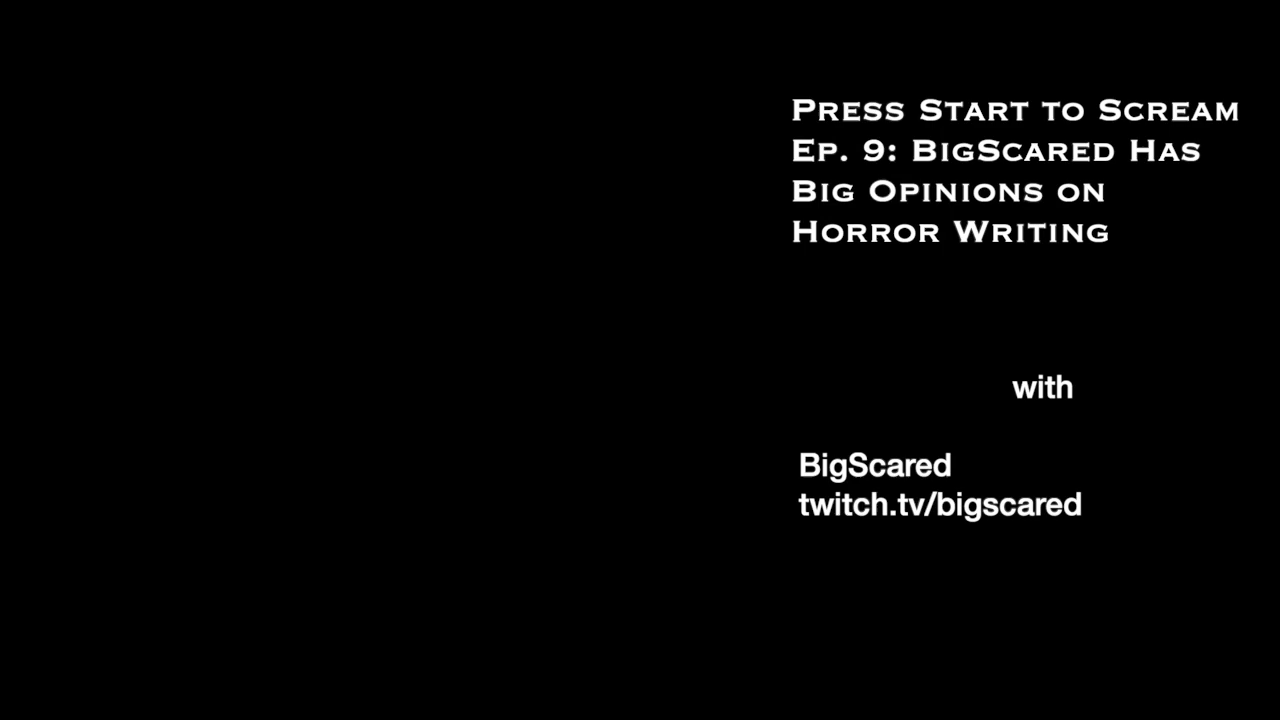 Press Start to Scream
Ep. 9: BigScared Has
Big Opinions on
Horror Writing
with
BigScared
twitch.tv/bigscared